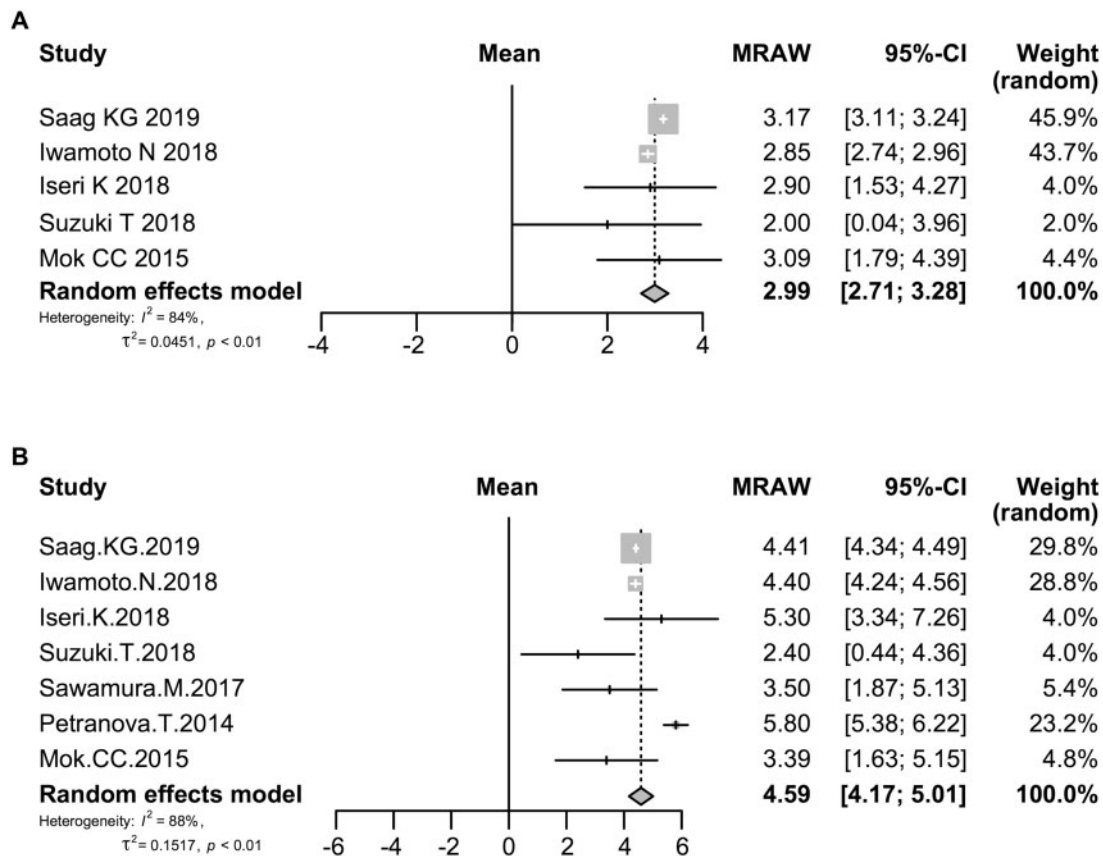 A
Study Mean MRAW 95%-CI Weight
(random)
Saag KG 2019 3.17 [3.11; 3.24] 45.9%
Iwamoto N 2018 2.85 [2.74; 2.96] 43.7%
Iseri K 2018 2.90 [1.53; 4.27] 4.0%
Suzuki T 2018 2.00 [0.04; 3.96] 2.0%
Mok CC 2015 3.09 [1.79; 4.39] 4.4%
Random effects model 2.99 [2.71; 3.28] 100.0%
Heterogeneity: I² = 84%,
τ² = 0.0451, p < 0.01
-4 -2 0 2 4
B
Study Mean MRAW 95%-CI Weight
(random)
Saag.KG.2019 4.41 [4.34; 4.49] 29.8%
Iwamoto.N.2018 4.40 [4.24; 4.56] 28.8%
Iseri.K.2018 5.30 [3.34; 7.26] 4.0%
Suzuki.T.2018 2.40 [0.44; 4.36] 4.0%
Sawamura.M.2017 3.50 [1.87; 5.13] 5.4%
Petranova.T.2014 5.80 [5.38; 6.22] 23.2%
Mok.CC.2015 3.39 [1.63; 5.15] 4.8%
Random effects model 4.59 [4.17; 5.01] 100.0%
Heterogeneity: I² = 88%,
τ² = 0.1517, p < 0.01
-6 -4 -2 0 2 4 6